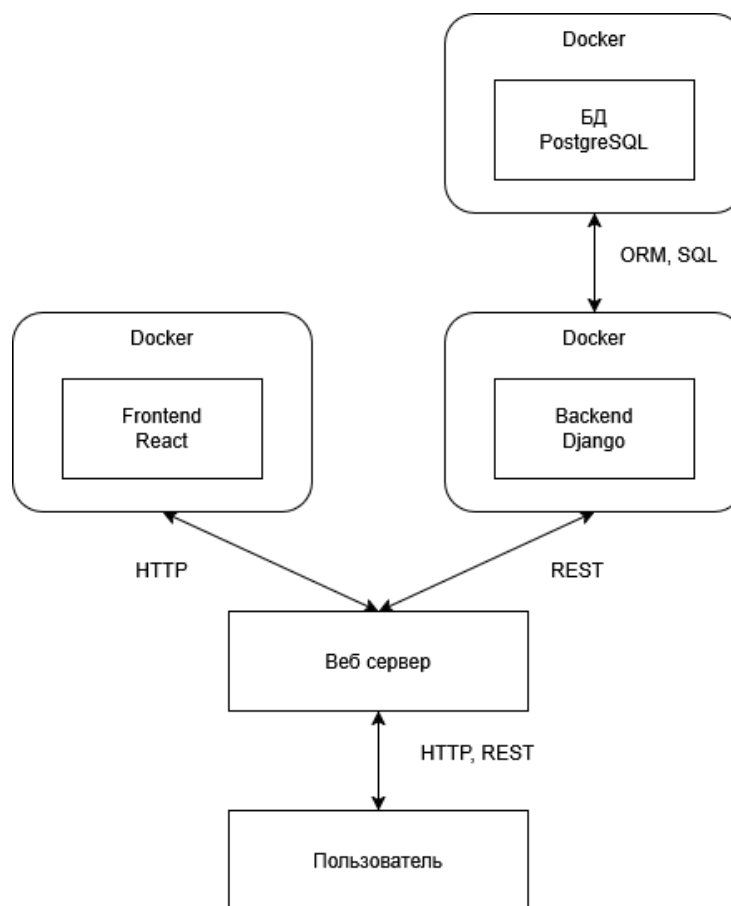 Docker
БД
PostgreSQL
ORM, SQL
Docker
Frontend
React
Docker
Backend
Django
HTTP
REST
Веб сервер
HTTP, REST
Пользователь